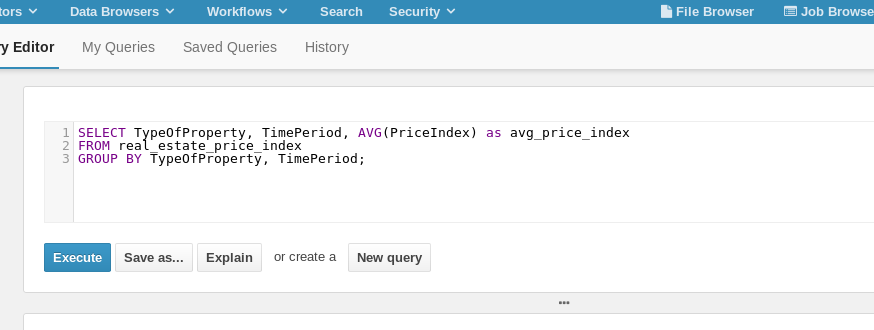 tors Data Browsers Workflows Search Security File Browser Job Browse
ry Editor My Queries Saved Queries History
1 SELECT TypeOfProperty, TimePeriod, AVG(PriceIndex) as avg_price_index
2 FROM real_estate_price_index
3 GROUP BY TypeOfProperty, TimePeriod;
Execute Save as... Explain or create a New query